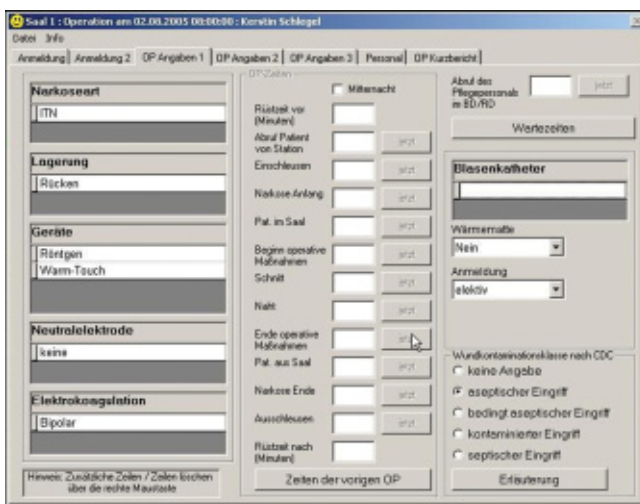 Saal 1 : Operation am 02.08.2005 08:00:00 : Kerstin Schlegel
Datei Info
Anmeldung Anmeldung 2 OP Angaben 1 OP Angaben 2 OP Angaben 3 Personal OP Kurzbericht
Narkoseart
ITN
Lagerung
Rücken
Geräte
Röntgen
Warm-Touch
Neutralelektrode
keine
Elektrokoagulation
Bipolar
Hinweis: Zusätzliche Zeilen / Zeilen löschen
über die rechte Maustaste
OP-Zeiten
Mitternacht
Rüstzeit vor
(Minuten)
Abruf Patient
von Station
jetzt
Einschleusen
jetzt
Narkose Anfang
jetzt
Pat. im Saal
jetzt
Beginn operative
Maßnahmen
jetzt
Schnitt
jetzt
Naht
jetzt
Ende operative
Maßnahmen
jetzt
Pat. aus Saal
jetzt
Narkose Ende
jetzt
Ausschleusen
jetzt
Rüstzeit nach
(Minuten)
Zeiten der vorigen OP
Abruf des
Pflegepersonals
im BD/RD
jetzt
Wartezeiten
Blasenkatheter
Wärmematte
Nein
Anmeldung
elektiv
Wundkontaminationsklasse nach CDC
keine Angabe
aseptischer Eingriff
bedingt aseptischer Eingriff
kontaminierter Eingriff
septischer Eingriff
Erläuterung